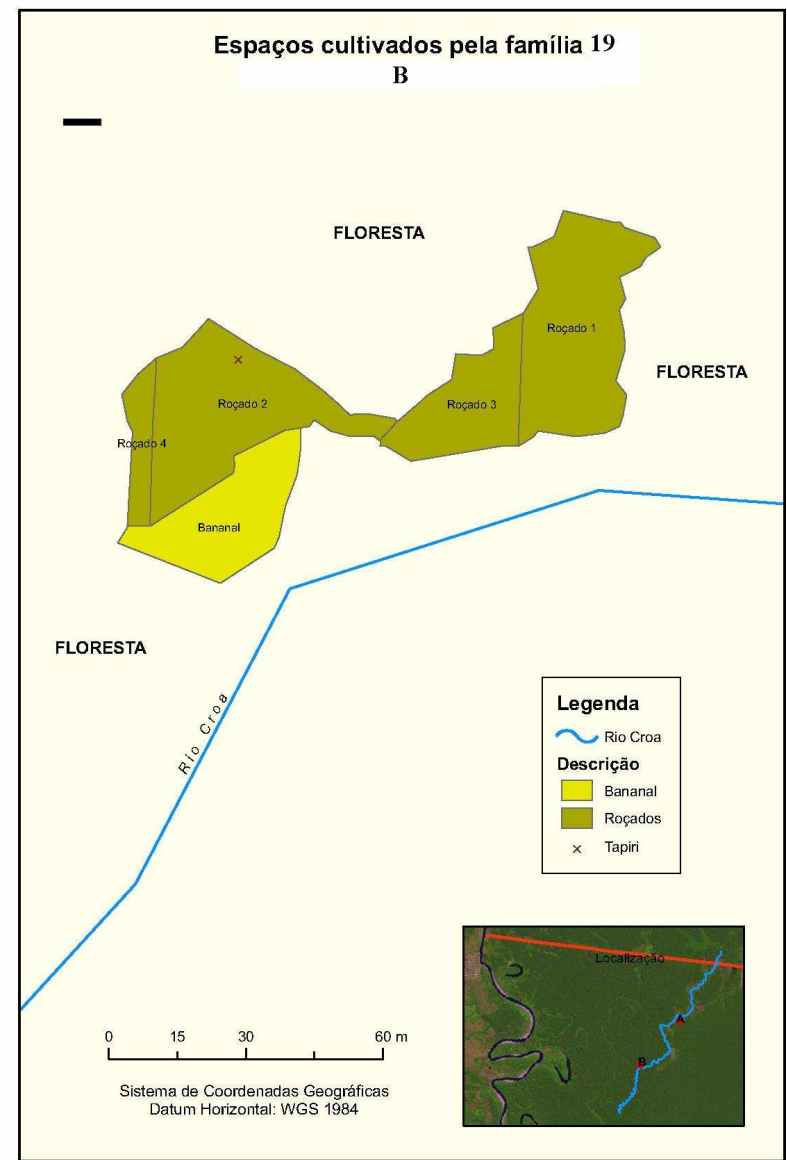 Espaços cultivados pela família 19
B
FLORESTA
Roçado 1
FLORESTA
Roçado 2
Roçado 3
Roçado 4
Bananal
FLORESTA
Rio Croa
Legenda
Rio Croa
Descrição
Bananal
Roçados
Tapiri
Localização
A
B
0 15 30 60 m
Sistema de Coordenadas Geográficas
Datum Horizontal: WGS 1984